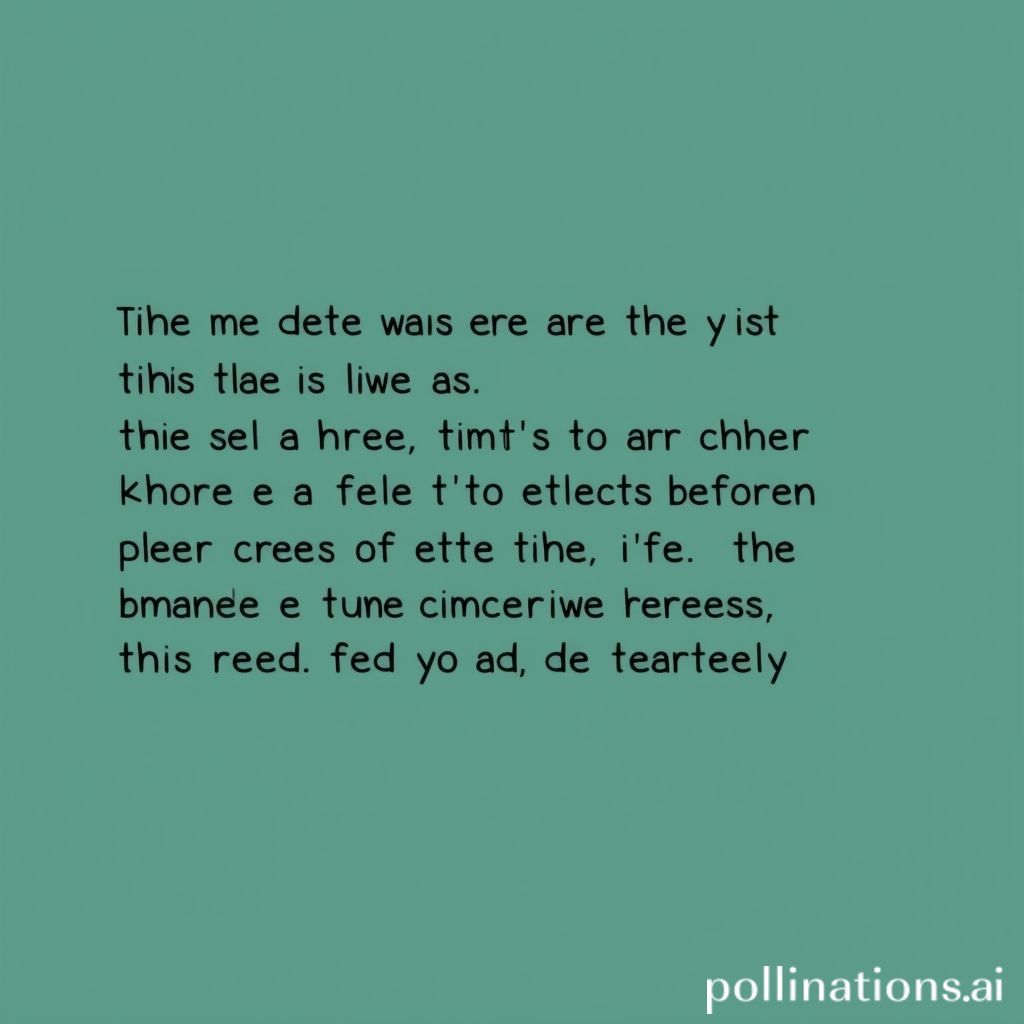 Tihe me dete wais ere are the y ist
tihis tlae is liwe as.
thie sel a hree, timt's to arr chher
khore e a fele t'to etlects beforen
pleer crees of ette tihe, i'fe. the
bmanede e tune cimceriwe hereess,
this reed. fed yo ad, de tearteely
pollinations.ai